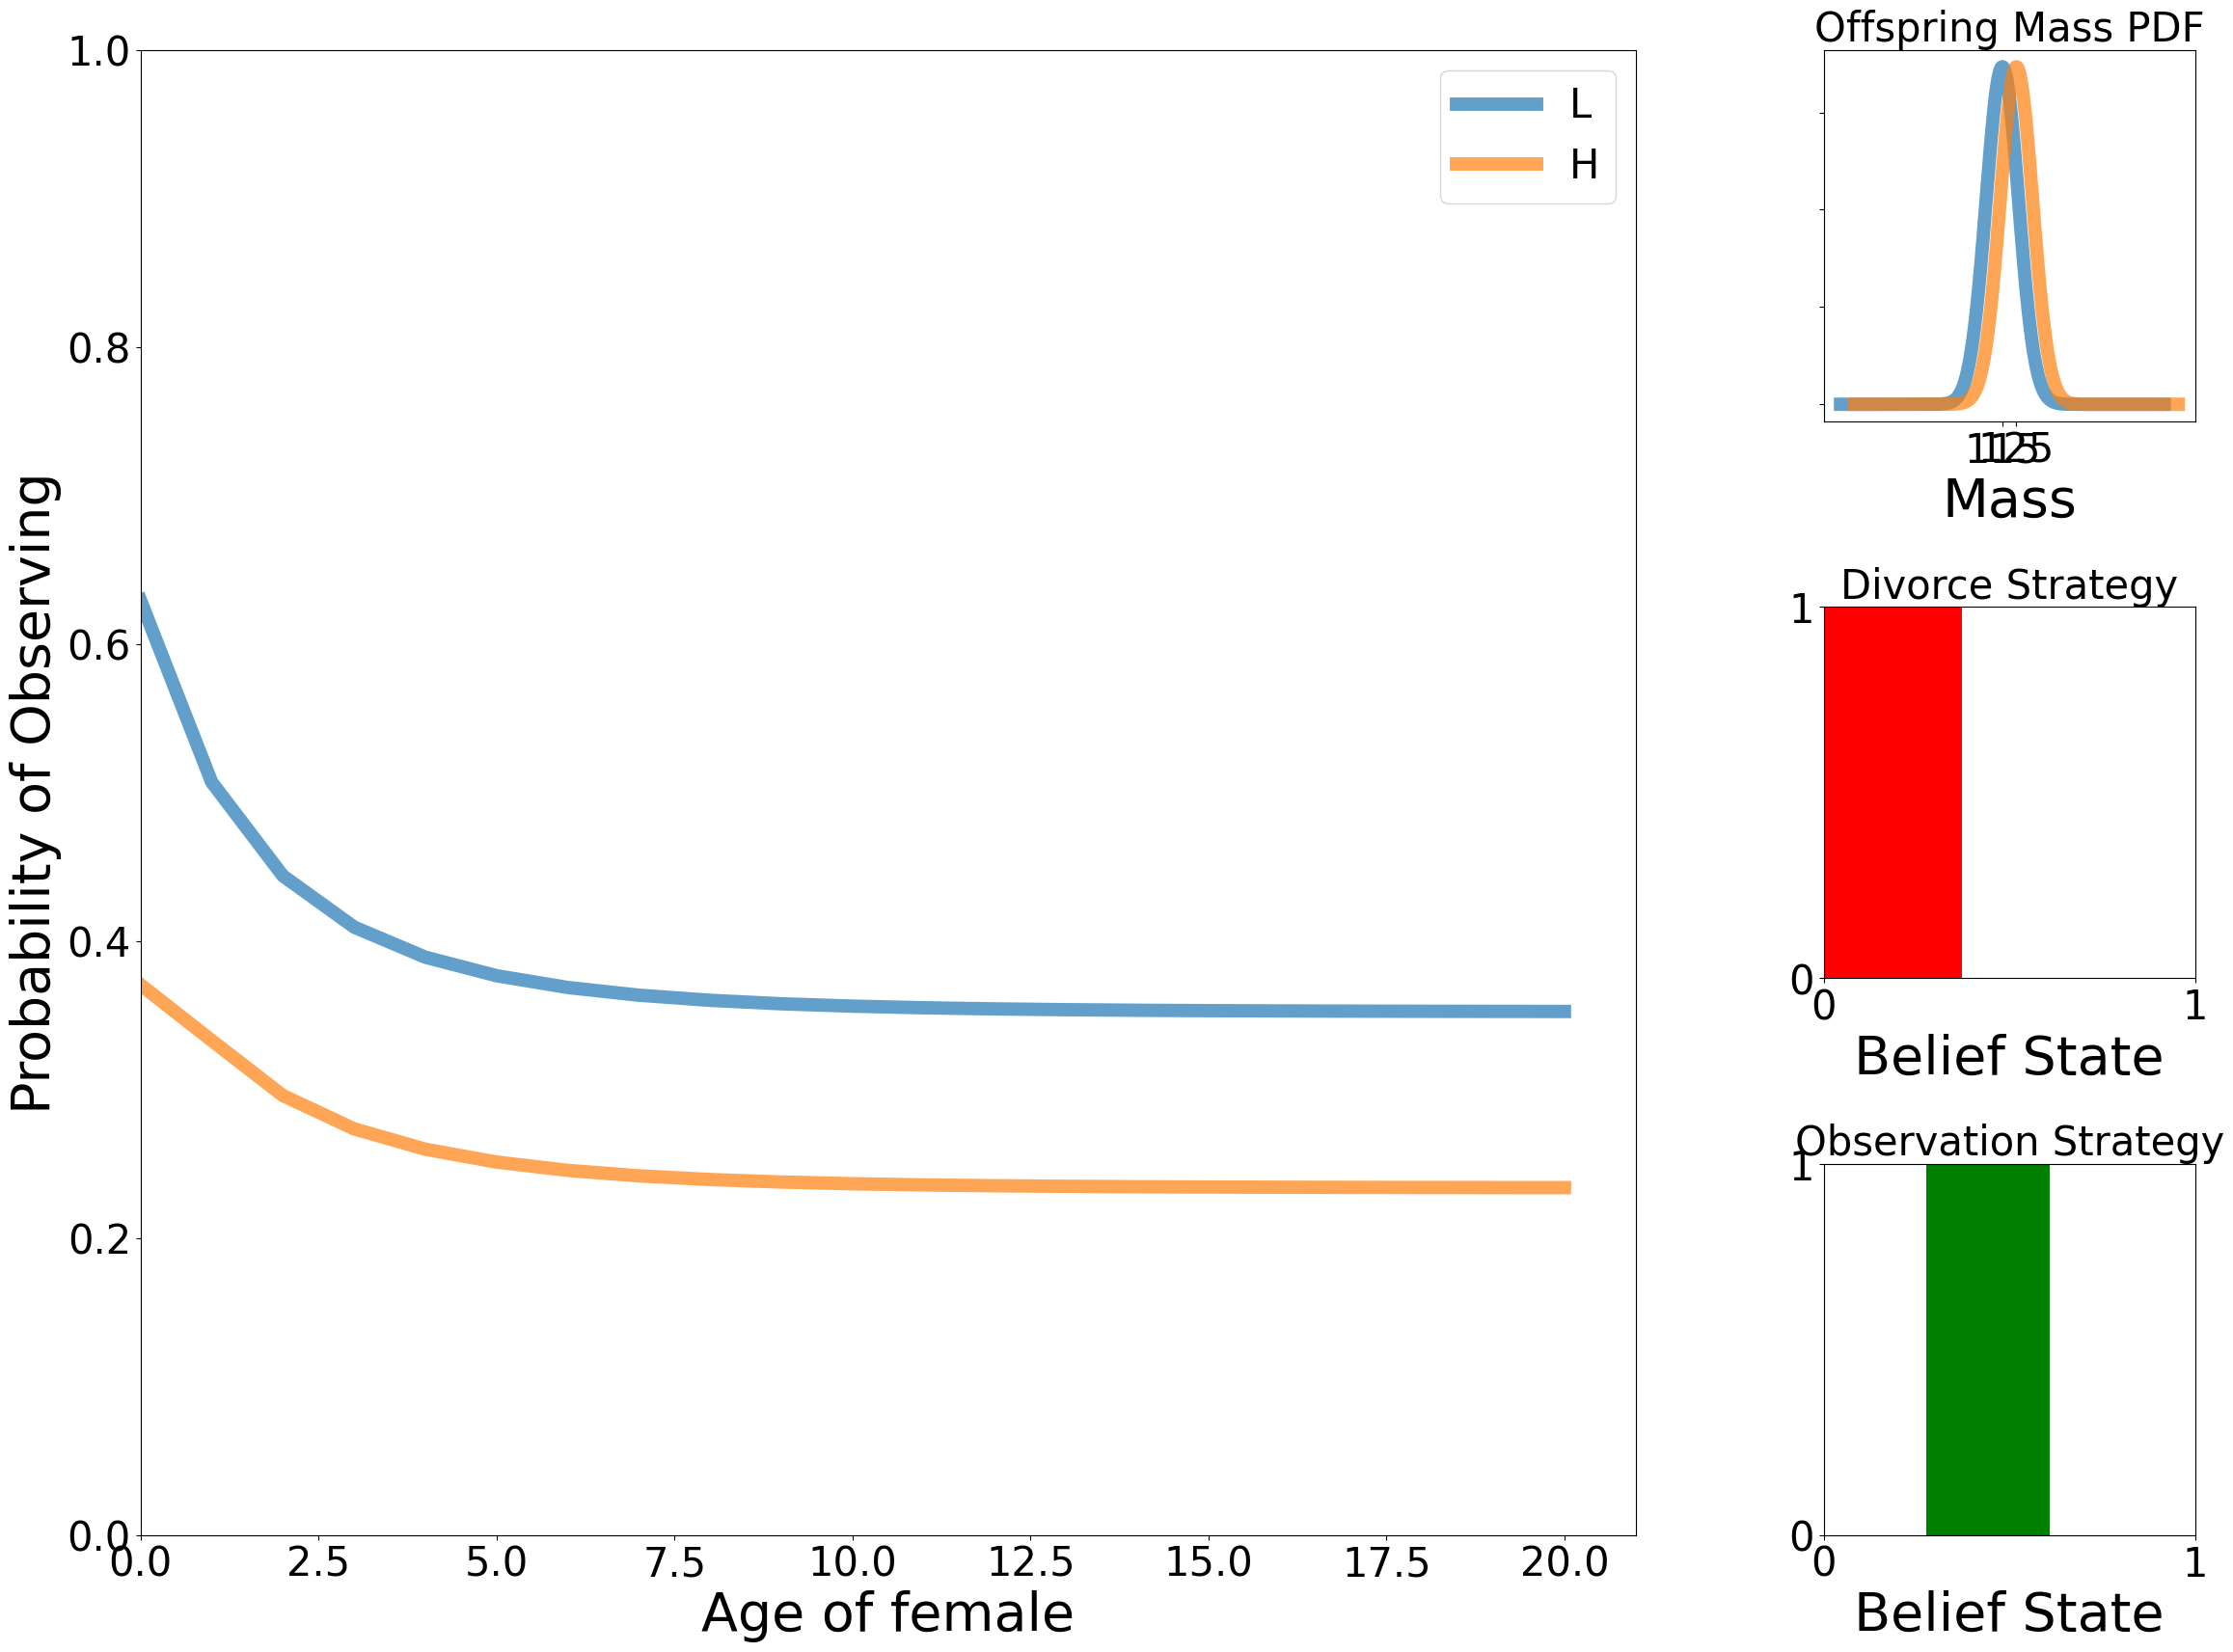 Probability of Observing
1.0
0.8
0.6
0.4
0.2
0.0
0.0 2.5 5.0 7.5 10.0 12.5 15.0 17.5 20.0
Age of female
L
H
Offspring Mass PDF
115 125
Mass
Divorce Strategy
1
0
0 1
Belief State
Observation Strategy
1
0
0 1
Belief State